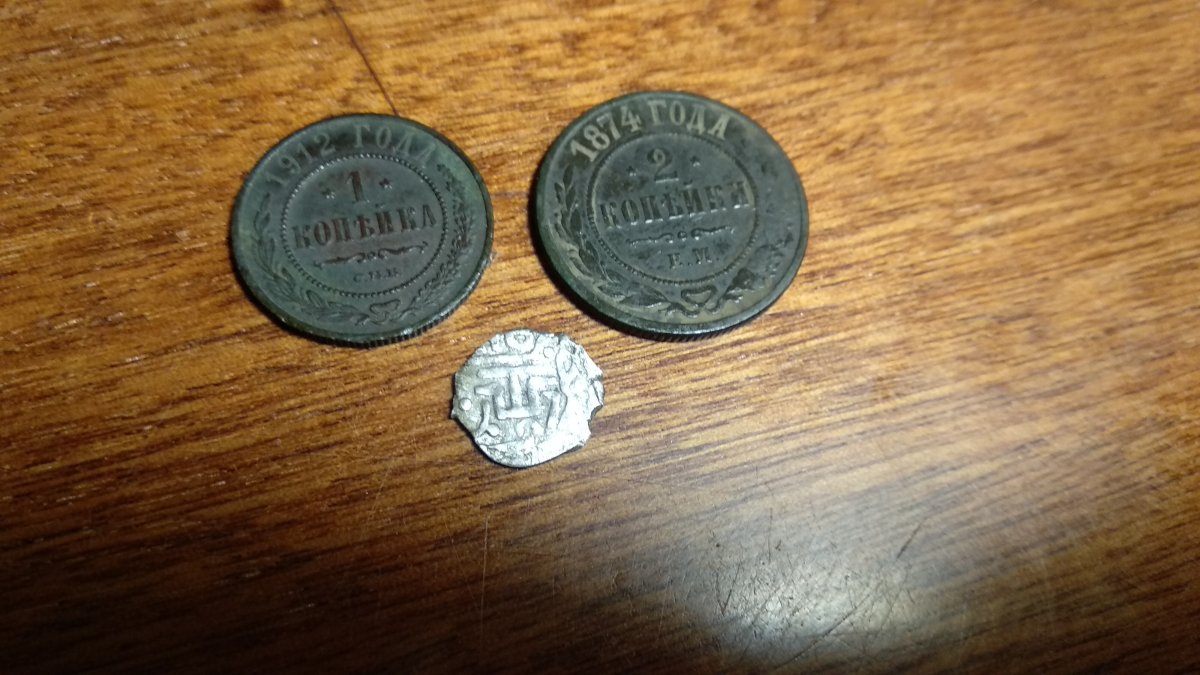 1912 ГОДА
* 1 *
КОПѢЙКА
С.П.Б.
1874 ГОДА
* 2 *
КОПѢЙКИ
Е.М.